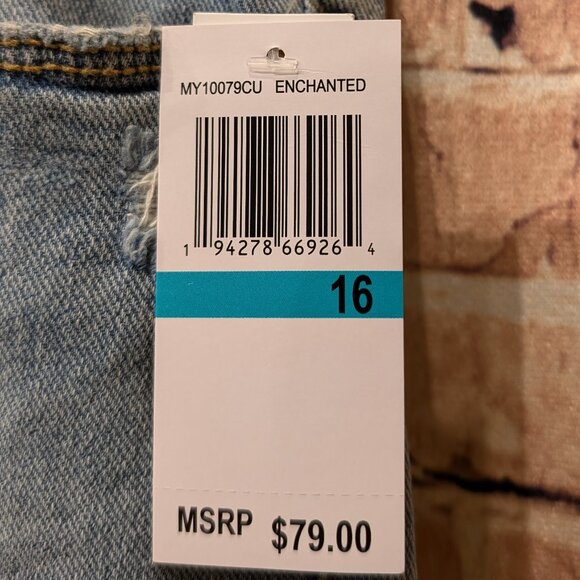 MY10079CU ENCHANTED
1 94278 66926 4
16
MSRP $79.00